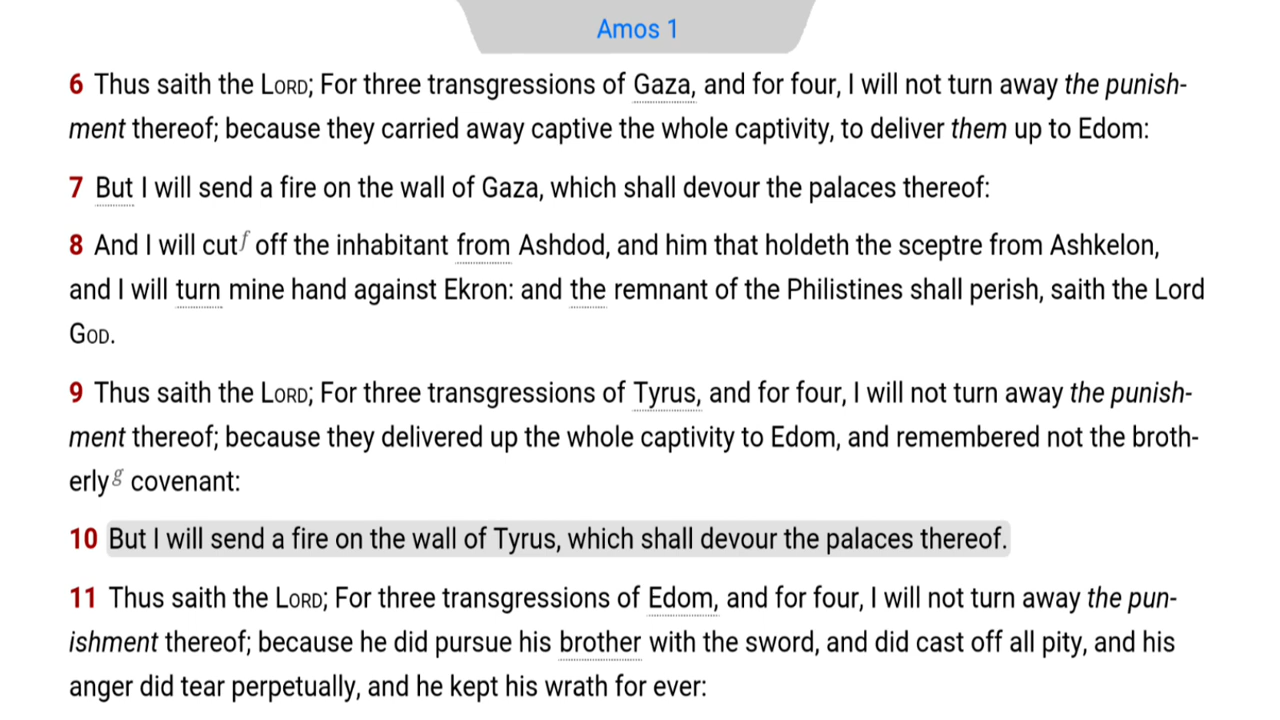 Amos 1
6 Thus saith the LORD; For three transgressions of Gaza, and for four, I will not turn away the punish-
ment thereof; because they carried away captive the whole captivity, to deliver them up to Edom:
7 But I will send a fire on the wall of Gaza, which shall devour the palaces thereof:
8 And I will cut f off the inhabitant from Ashdod, and him that holdeth the sceptre from Ashkelon,
and I will turn mine hand against Ekron: and the remnant of the Philistines shall perish, saith the Lord
GOD.
9 Thus saith the LORD; For three transgressions of Tyrus, and for four, I will not turn away the punish-
ment thereof; because they delivered up the whole captivity to Edom, and remembered not the broth-
erly g covenant:
10 But I will send a fire on the wall of Tyrus, which shall devour the palaces thereof.
11 Thus saith the LORD; For three transgressions of Edom, and for four, I will not turn away the pun-
ishment thereof; because he did pursue his brother with the sword, and did cast off all pity, and his
anger did tear perpetually, and he kept his wrath for ever: